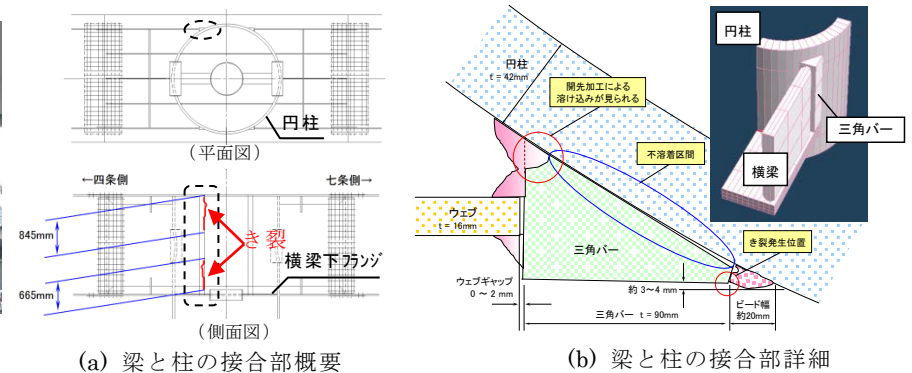 円柱
（平面図）
←四条側
七条側→
845mm
き裂
横梁下フランジ
665mm
（側面図）
(a) 梁と柱の接合部概要
円柱
t = 42mm
開先加工による
溶け込みが見られる
不溶着区間
ウェブ
t = 16mm
三角バー
き裂発生位置
ウェブギャップ
0 ～ 2 mm
約 3～4 mm
ビード幅
約20mm
三角バー t = 90mm
円柱
三角バー
横梁
(b) 梁と柱の接合部詳細